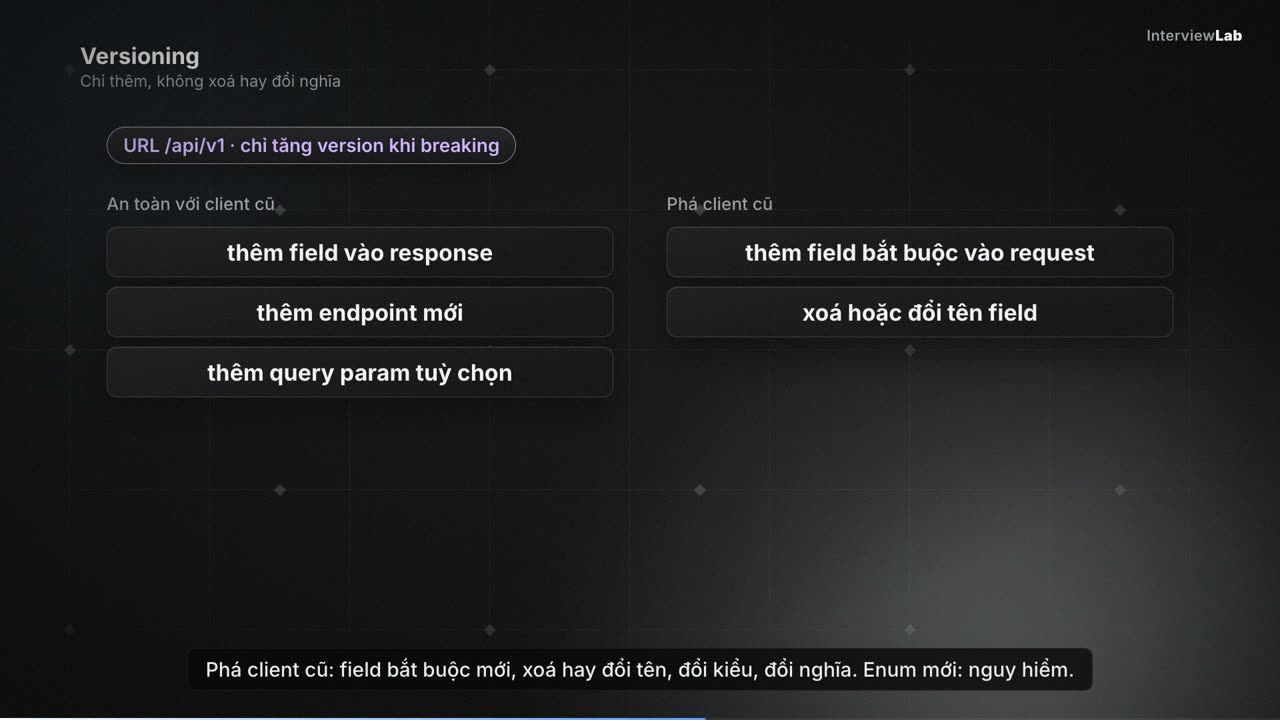 InterviewLab
Versioning
Chỉ thêm, không xoá hay đổi nghĩa
URL /api/v1 · chỉ tăng version khi breaking
An toàn với client cũ
thêm field vào response
thêm endpoint mới
thêm query param tuỳ chọn
Phá client cũ
thêm field bắt buộc vào request
xoá hoặc đổi tên field
Phá client cũ: field bắt buộc mới, xoá hay đổi tên, đổi kiểu, đổi nghĩa. Enum mới: nguy hiểm.